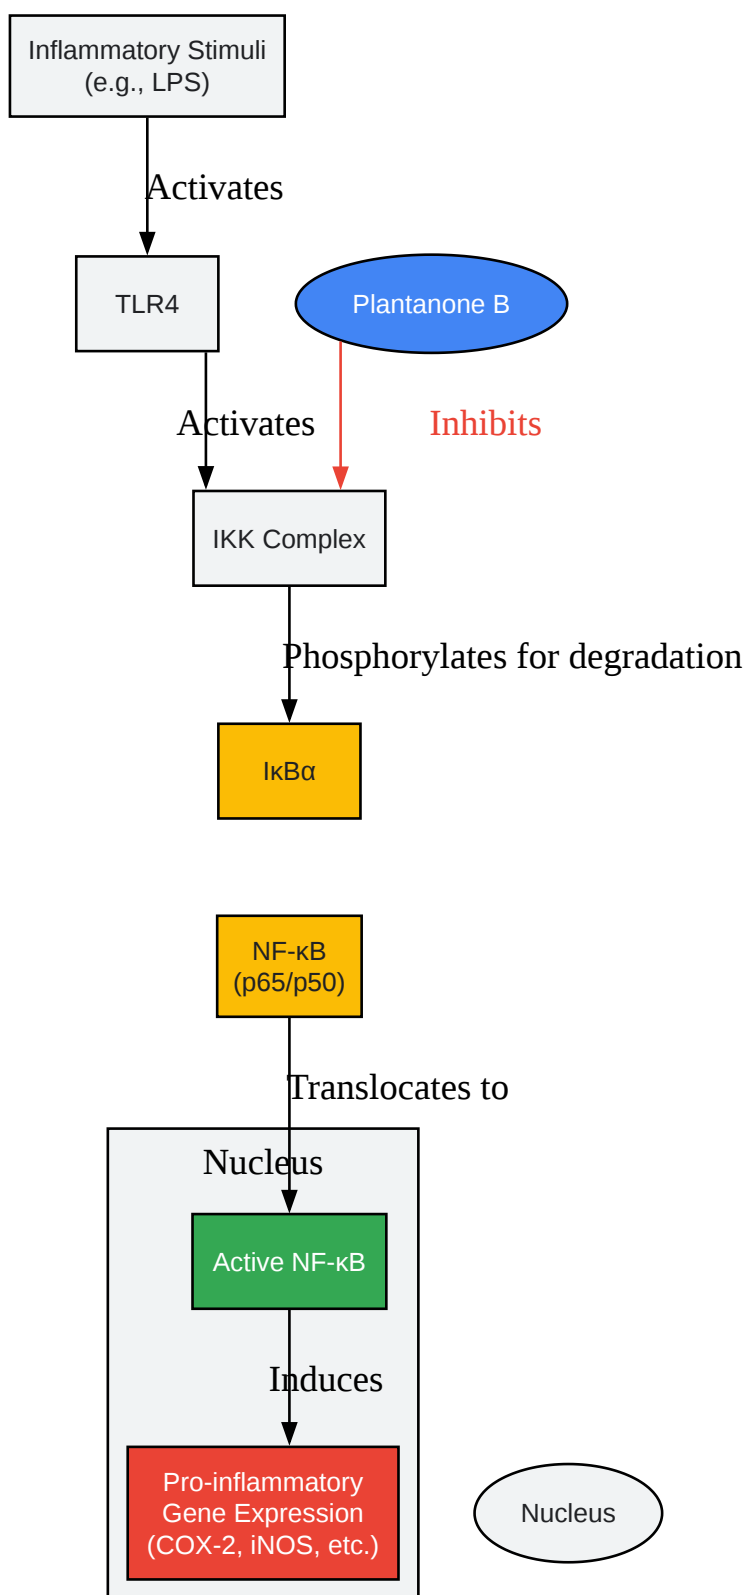 Inflammatory Stimuli
(e.g., LPS)
Activates
TLR4
Plantanone B
Activates
Inhibits
IKK Complex
Phosphorylates for degradation
IκBα
NF-κB
(p65/p50)
Translocates to
Nucleus
Active NF-κB
Induces
Pro-inflammatory
Gene Expression
(COX-2, iNOS, etc.)
Nucleus